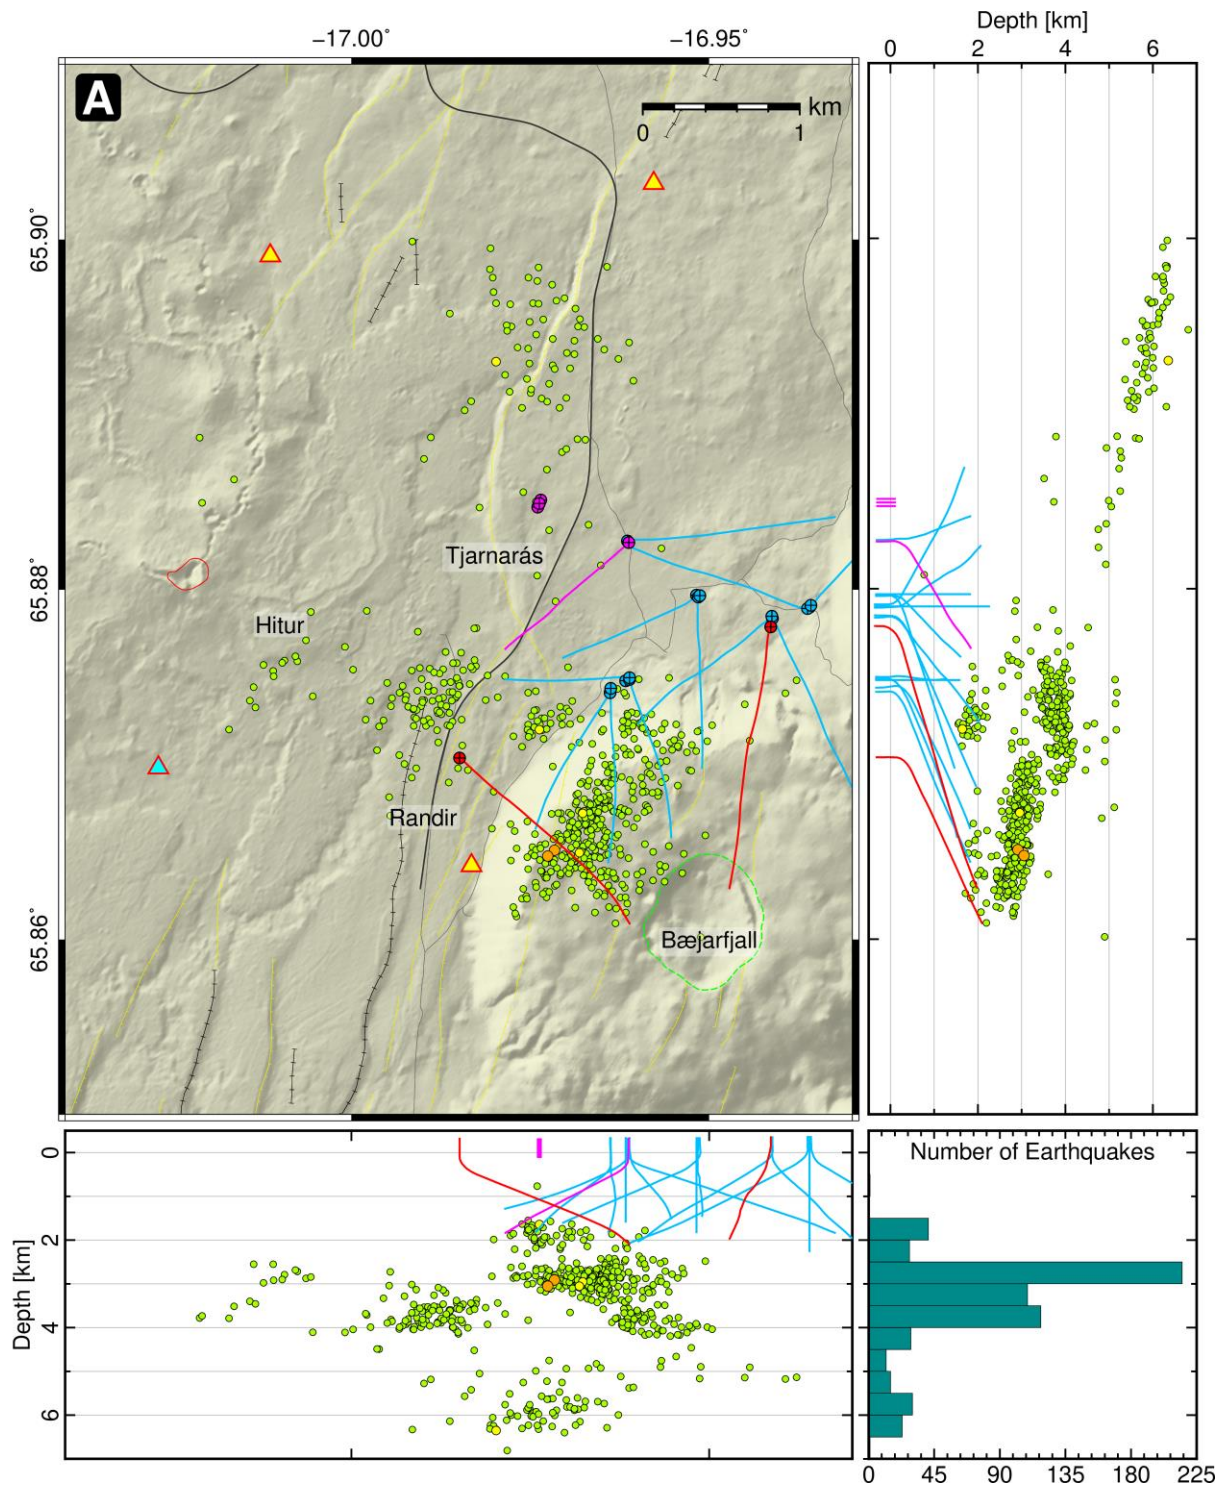 Depth [km]
−17.00°
−16.95°
0
2
4
6
A
km
0
1
65.90°
Tjarnarás
65.88°
Hitur
Randir
65.86°
Bæjarfjall
0
2
4
6
Depth [km]
Number of Earthquakes
0
45
90
135
180
225